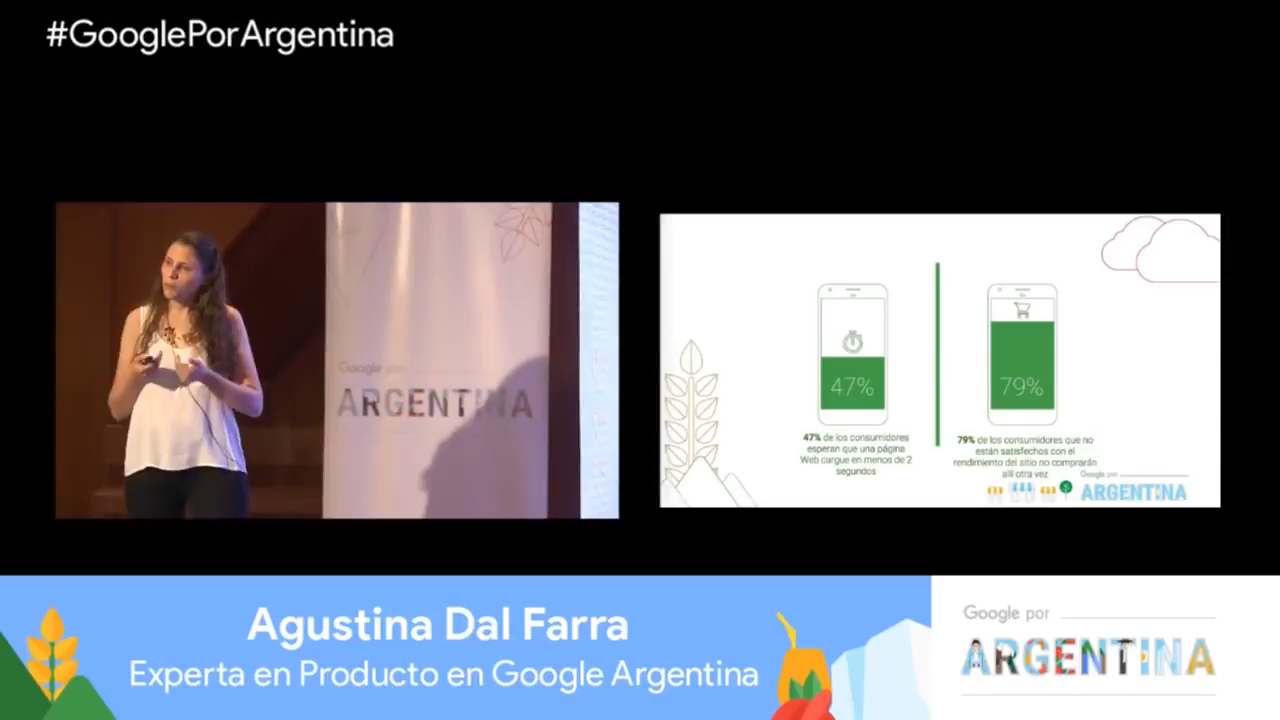 #GooglePorArgentina
Google por
ARGENTINA
47%
79%
47% de los consumidores
esperan que una página
Web cargue en menos de 2
segundos
79% de los consumidores que no
están satisfechos con el
rendimiento del sitio no comprarán
allí otra vez
Google por
ARGENTINA
Agustina Dal Farra
Experta en Producto en Google Argentina
Google por
ARGENTINA